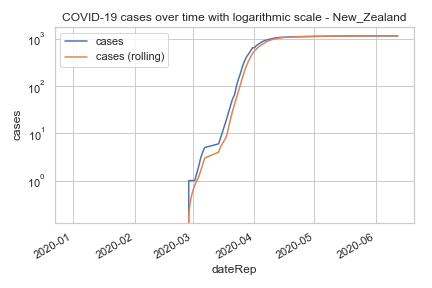 COVID-19 cases over time with logarithmic scale - New_Zealand
cases
cases (rolling)
10³
10²
10¹
10⁰
cases
2020-01
2020-02
2020-03
2020-04
2020-05
2020-06
dateRep